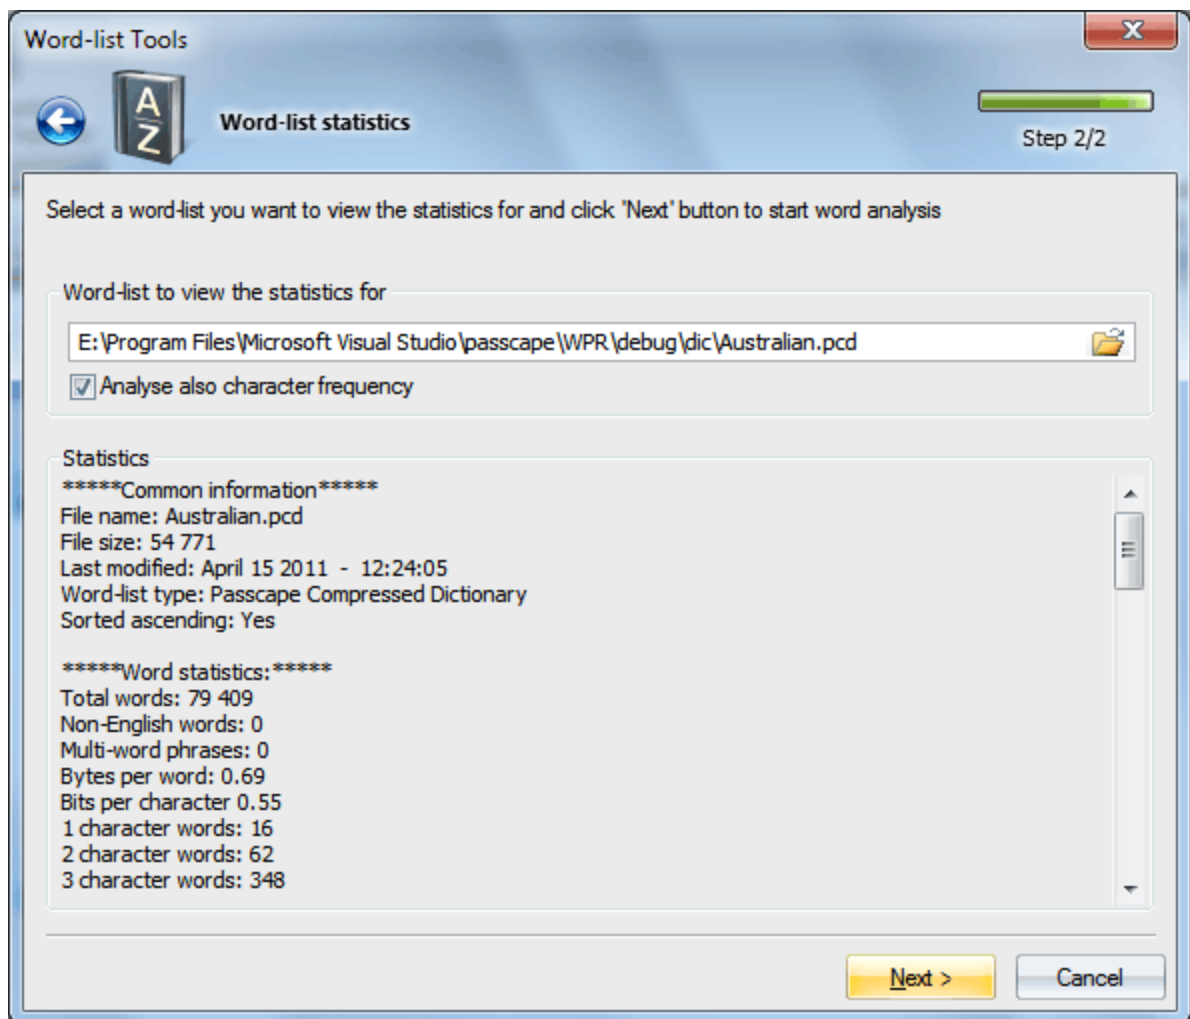 Word-list Tools
X
A
Z
Word-list statistics
Step 2/2
Select a word-list you want to view the statistics for and click 'Next' button to start word analysis
Word-list to view the statistics for
E:\Program Files\Microsoft Visual Studio\passcape\WPR\debug\dic\Australian.pcd
Analyse also character frequency
Statistics
*****Common information*****
File name: Australian.pcd
File size: 54 771
Last modified: April 15 2011 - 12:24:05
Word-list type: Passcape Compressed Dictionary
Sorted ascending: Yes
*****Word statistics:*****
Total words: 79 409
Non-English words: 0
Multi-word phrases: 0
Bytes per word: 0.69
Bits per character 0.55
1 character words: 16
2 character words: 62
3 character words: 348
Next > Cancel